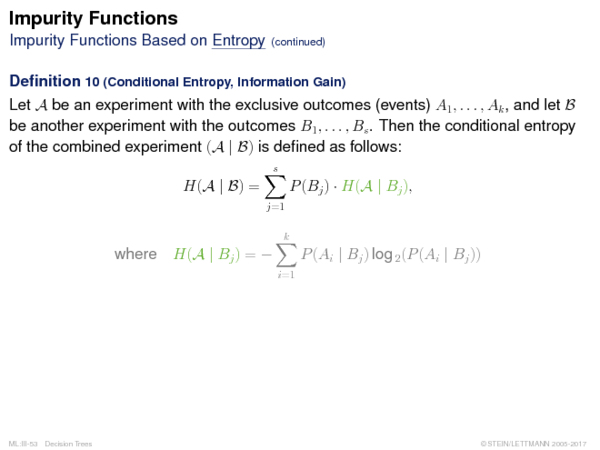 Impurity Functions
Impurity Functions Based on Entropy (continued)
Definition 10 (Conditional Entropy, Information Gain)
Let 𝒜 be an experiment with the exclusive outcomes (events) A₁, . . . , Aₖ, and let ℬ
be another experiment with the outcomes B₁, . . . , Bₛ. Then the conditional entropy
of the combined experiment (𝒜 | ℬ) is defined as follows:
H(𝒜 | ℬ) = ∑_{j=1}^{s} P(Bⱼ) · H(𝒜 | Bⱼ),
where H(𝒜 | Bⱼ) = −∑_{i=1}^{k} P(Aᵢ | Bⱼ) log₂(P(Aᵢ | Bⱼ))
ML:III-53 Decision Trees
© STEIN/LETTMANN 2005-2017